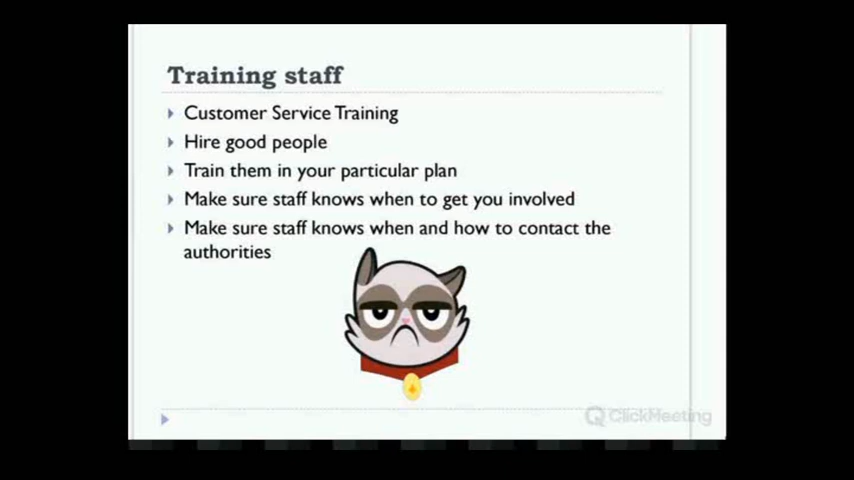 Training staff
Customer Service Training
Hire good people
Train them in your particular plan
Make sure staff knows when to get you involved
Make sure staff knows when and how to contact the
authorities
ClickMeeting